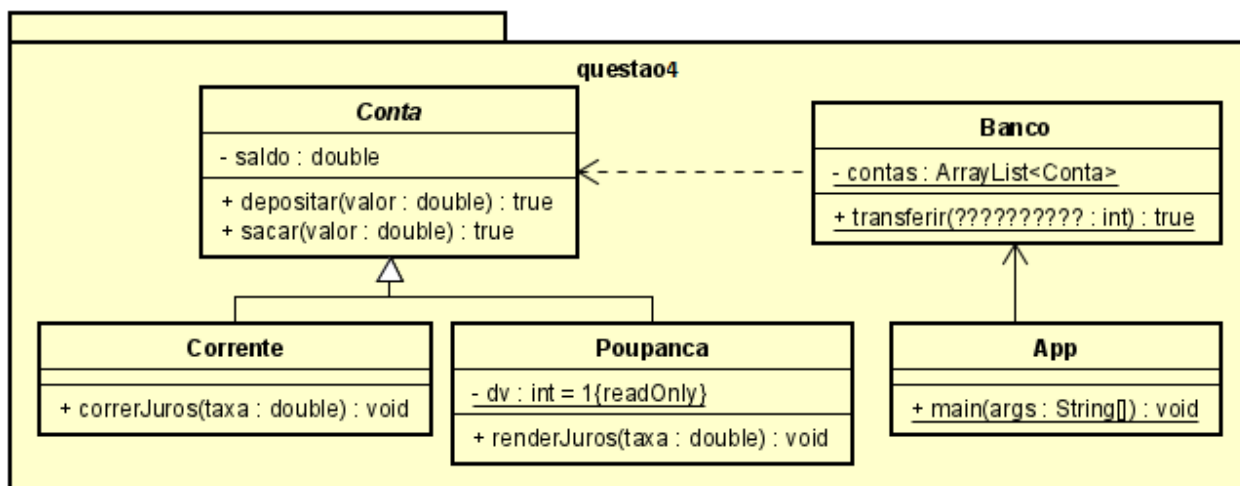 questao4
Conta
- saldo : double
+ depositar(valor : double) : true
+ sacar(valor : double) : true
Banco
- contas : ArrayList<Conta>
+ transferir(?????????? : int) : true
Corrente
+ correrJuros(taxa : double) : void
Poupanca
- dv : int = 1{readOnly}
+ renderJuros(taxa : double) : void
App
+ main(args : String[]) : void